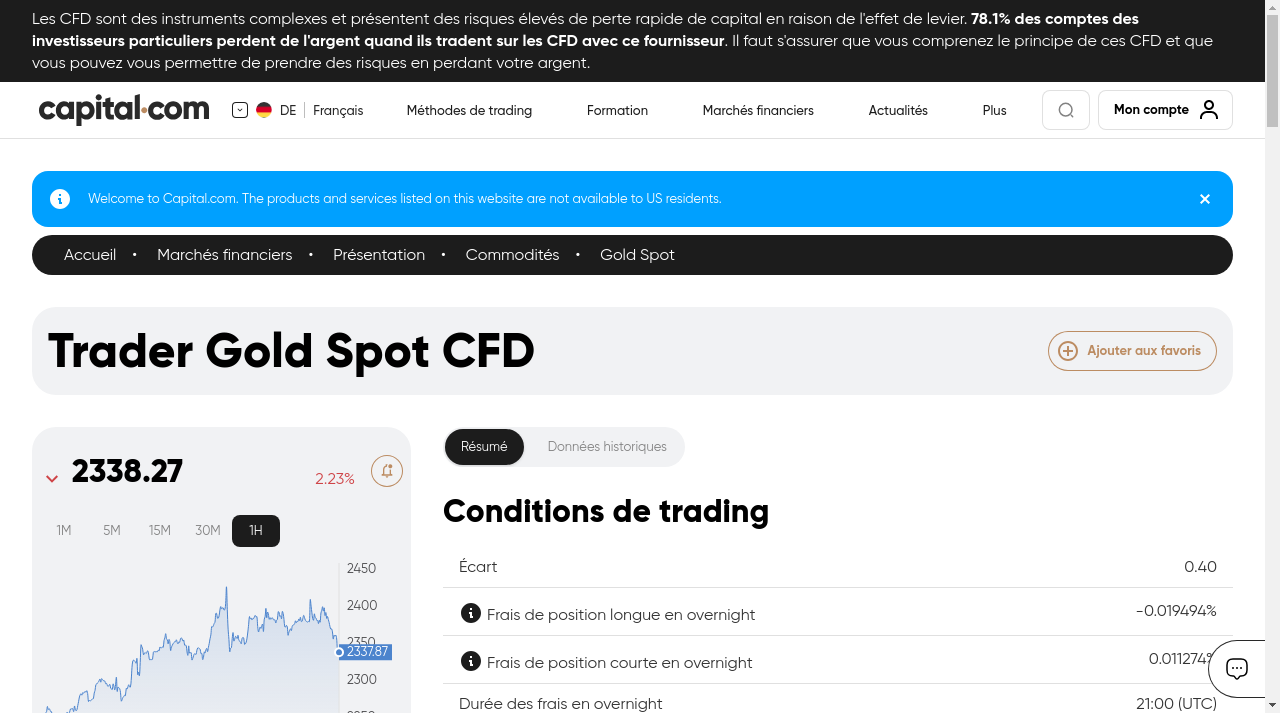 Les CFD sont des instruments complexes et présentent des risques élevés de perte rapide de capital en raison de l'effet de levier. 78.1% des comptes des
investisseurs particuliers perdent de l'argent quand ils tradent sur les CFD avec ce fournisseur. Il faut s'assurer que vous comprenez le principe de ces CFD et que
vous pouvez vous permettre de prendre des risques en perdant votre argent.
capital.com
DE
Français
Méthodes de trading
Formation
Marchés financiers
Actualités
Plus
Mon compte
Welcome to Capital.com. The products and services listed on this website are not available to US residents.
Accueil • Marchés financiers • Présentation • Commodités • Gold Spot
Trader Gold Spot CFD
Ajouter aux favoris
2338.27
2.23%
1M 5M 15M 30M 1H
2450
2400
2350
2337.87
2300
Résumé
Données historiques
Conditions de trading
Écart 0.40
Frais de position longue en overnight -0.019494%
Frais de position courte en overnight 0.011274%
Durée des frais en overnight 21:00 (UTC)